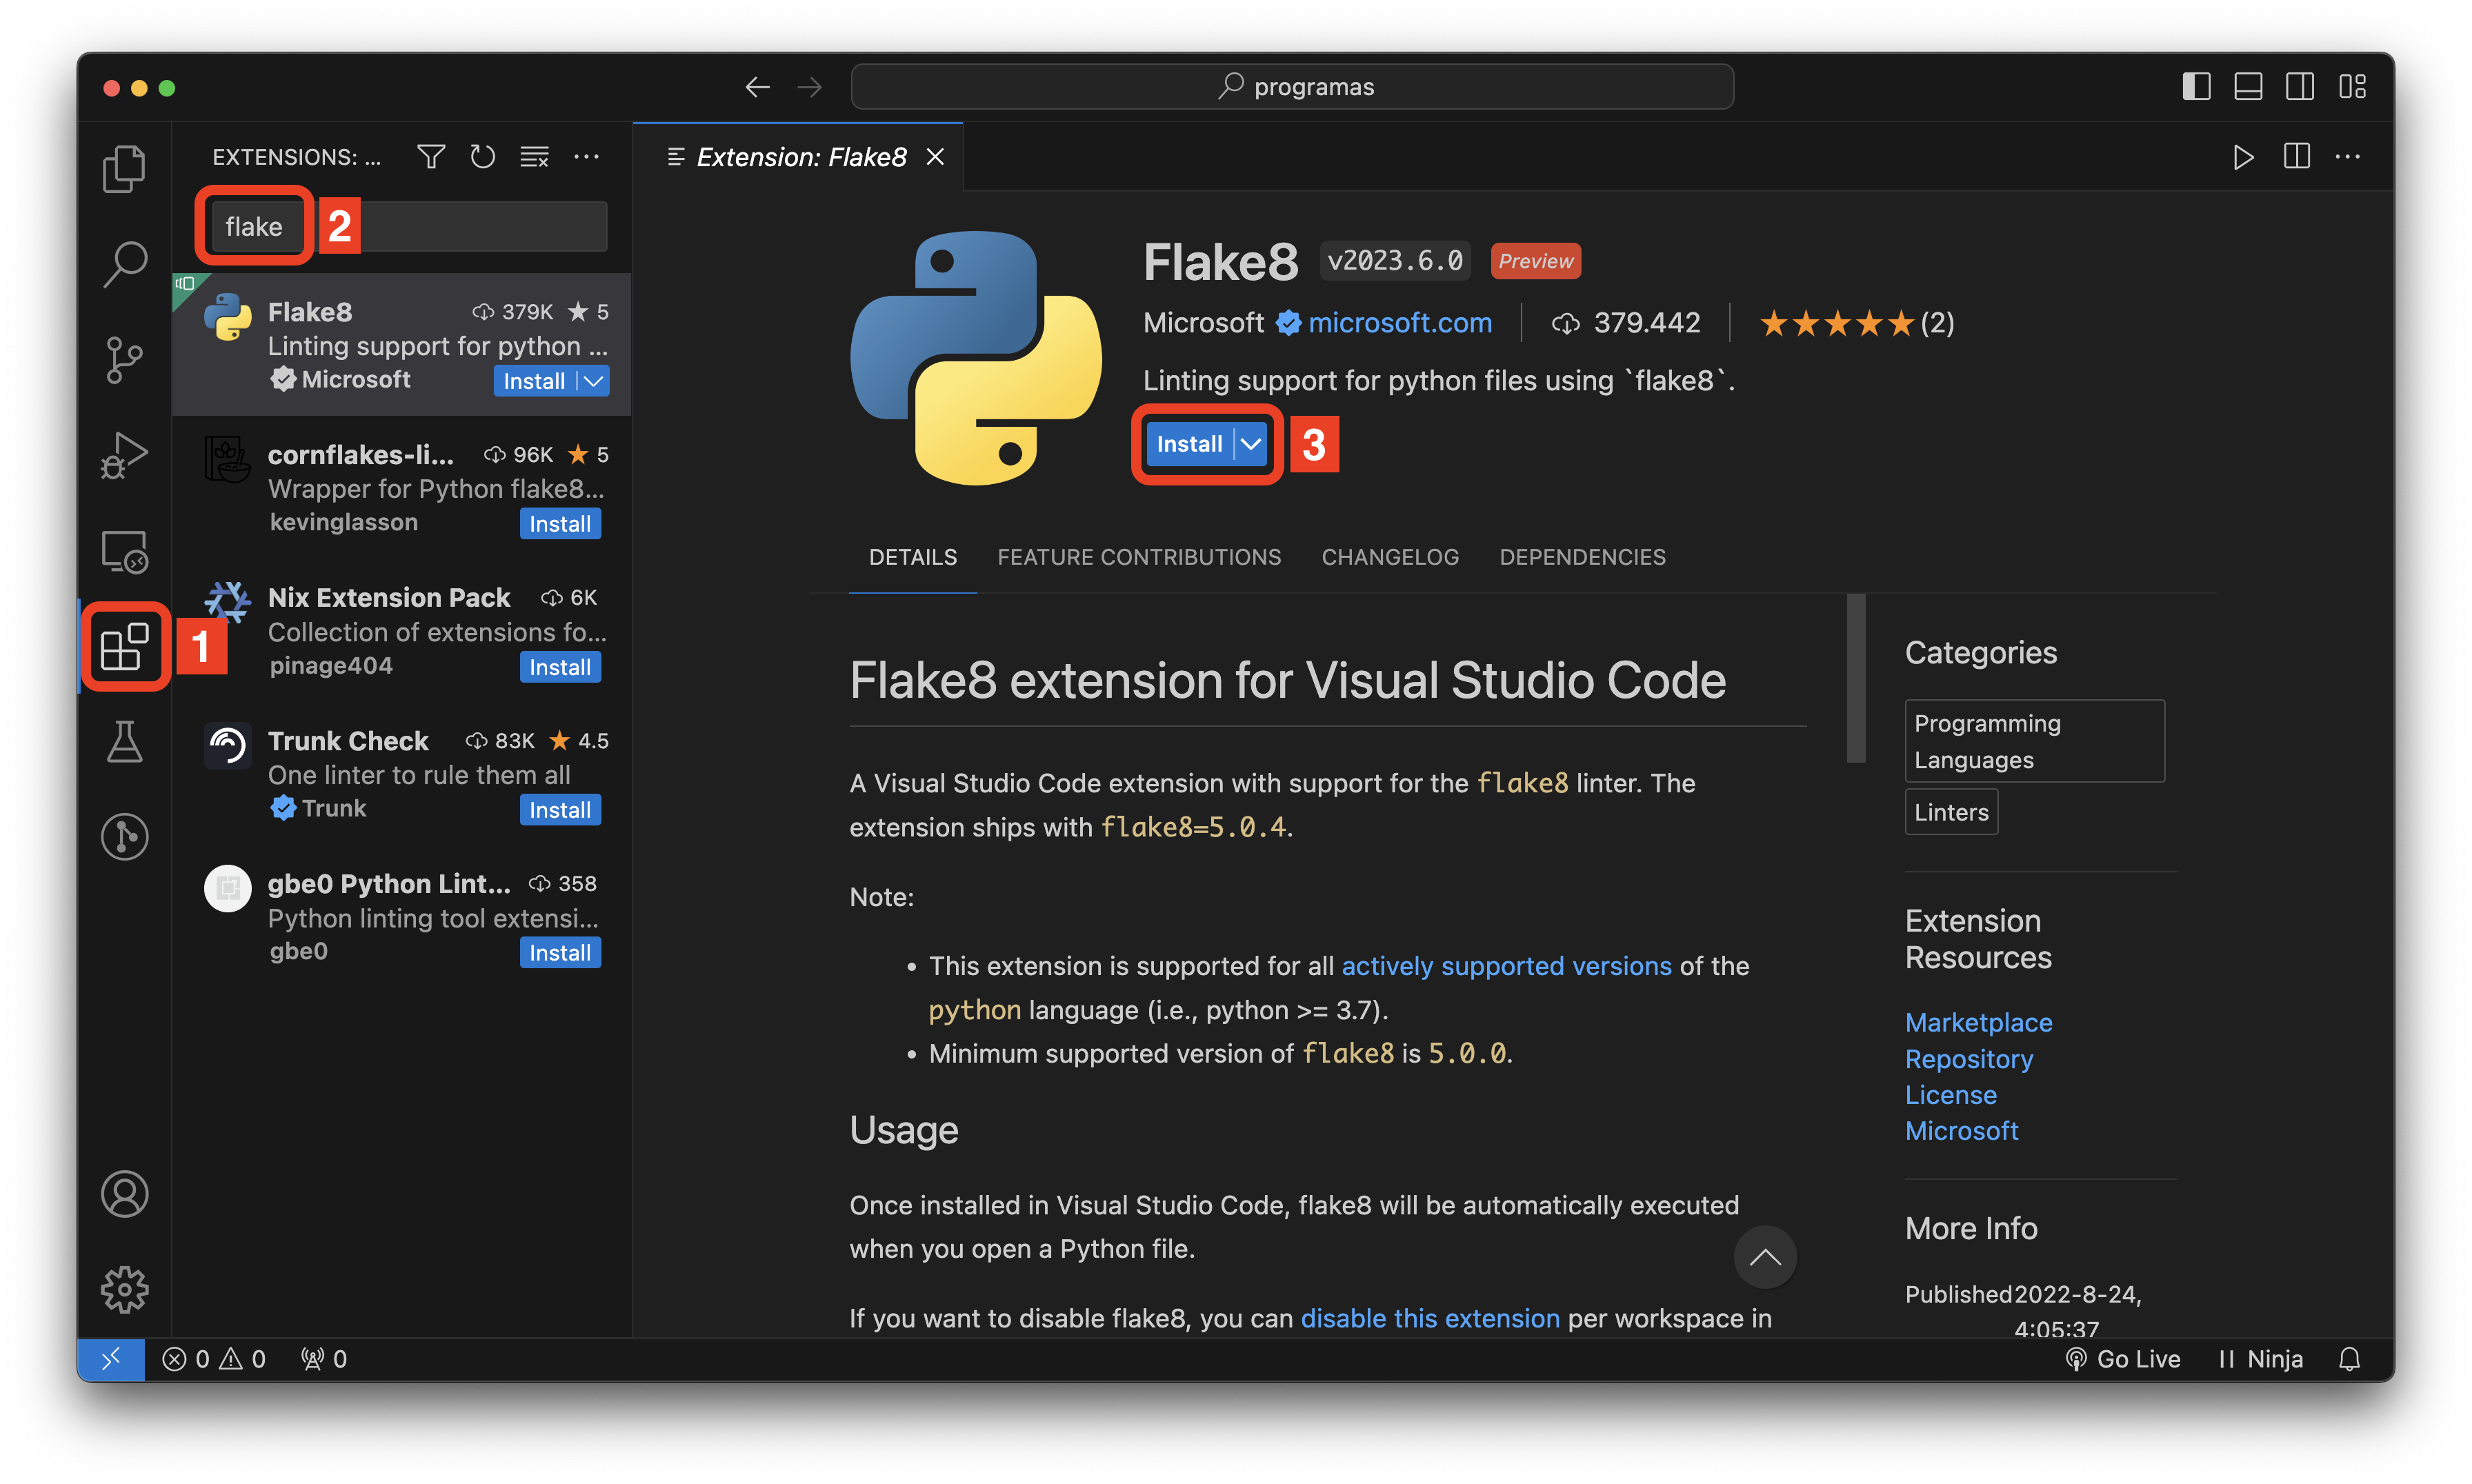 programas
EXTENSIONS: ...
flake
2
Flake8 379K 5
Linting support for python ...
Microsoft Install
cornflakes-li... 96K 5
Wrapper for Python flake8...
kevinglasson Install
Nix Extension Pack 6K
Collection of extensions fo...
pinage404 Install
1
Trunk Check 83K 4.5
One linter to rule them all
Trunk Install
gbe0 Python Lint... 358
Python linting tool extensi...
gbe0 Install
Extension: Flake8
Flake8 v2023.6.0 Preview
Microsoft microsoft.com 379.442 (2)
Linting support for python files using `flake8`.
Install
3
DETAILS FEATURE CONTRIBUTIONS CHANGELOG DEPENDENCIES
Flake8 extension for Visual Studio Code
A Visual Studio Code extension with support for the flake8 linter. The
extension ships with flake8=5.0.4.
Note:
• This extension is supported for all actively supported versions of the
python language (i.e., python >= 3.7).
• Minimum supported version of flake8 is 5.0.0.
Usage
Once installed in Visual Studio Code, flake8 will be automatically executed
when you open a Python file.
If you want to disable flake8, you can disable this extension per workspace in
Categories
Programming
Languages
Linters
Extension
Resources
Marketplace
Repository
License
Microsoft
More Info
Published 2022-8-24,
4:05:37
0 0 0
Go Live Ninja